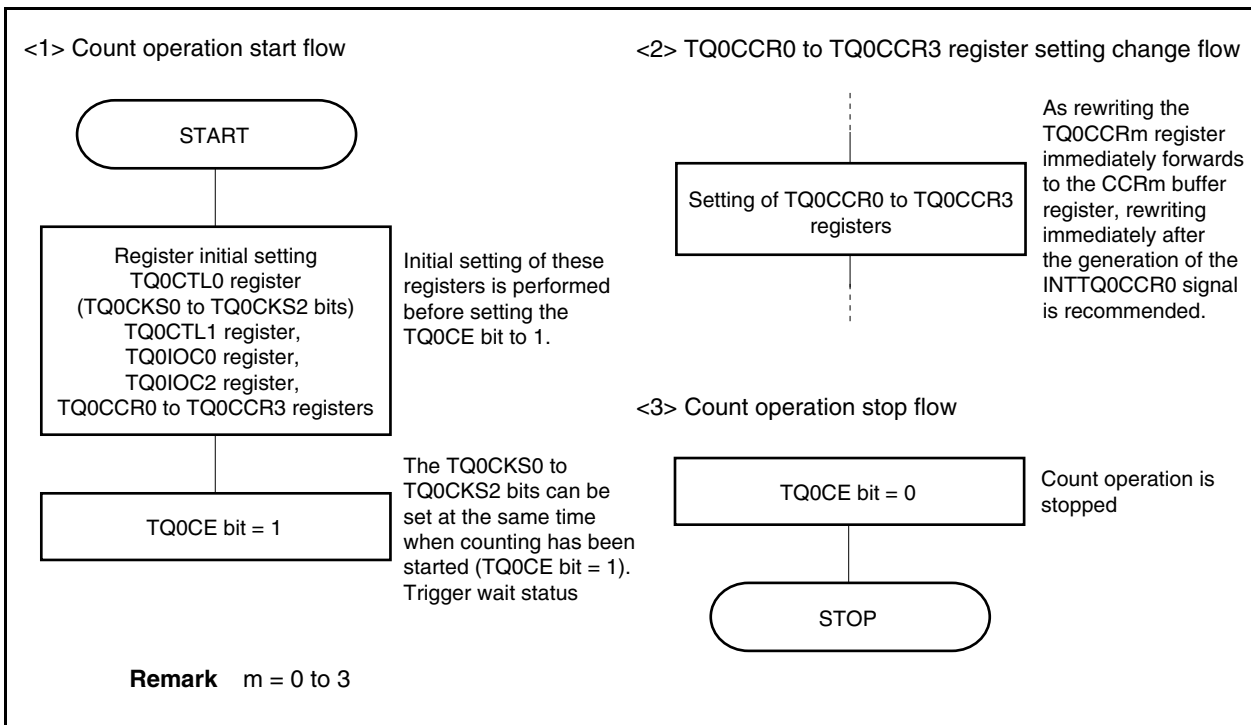 <1> Count operation start flow
START
Register initial setting
TQ0CTL0 register
(TQ0CKS0 to TQ0CKS2 bits)
TQ0CTL1 register,
TQ0IOC0 register,
TQ0IOC2 register,
TQ0CCR0 to TQ0CCR3 registers
Initial setting of these
registers is performed
before setting the
TQ0CE bit to 1.
TQ0CE bit = 1
The TQ0CKS0 to
TQ0CKS2 bits can be
set at the same time
when counting has been
started (TQ0CE bit = 1).
Trigger wait status
<2> TQ0CCR0 to TQ0CCR3 register setting change flow
Setting of TQ0CCR0 to TQ0CCR3
registers
As rewriting the
TQ0CCRm register
immediately forwards
to the CCRm buffer
register, rewriting
immediately after
the generation of the
INTTQ0CCR0 signal
is recommended.
<3> Count operation stop flow
TQ0CE bit = 0
Count operation is
stopped
STOP
Remark m = 0 to 3